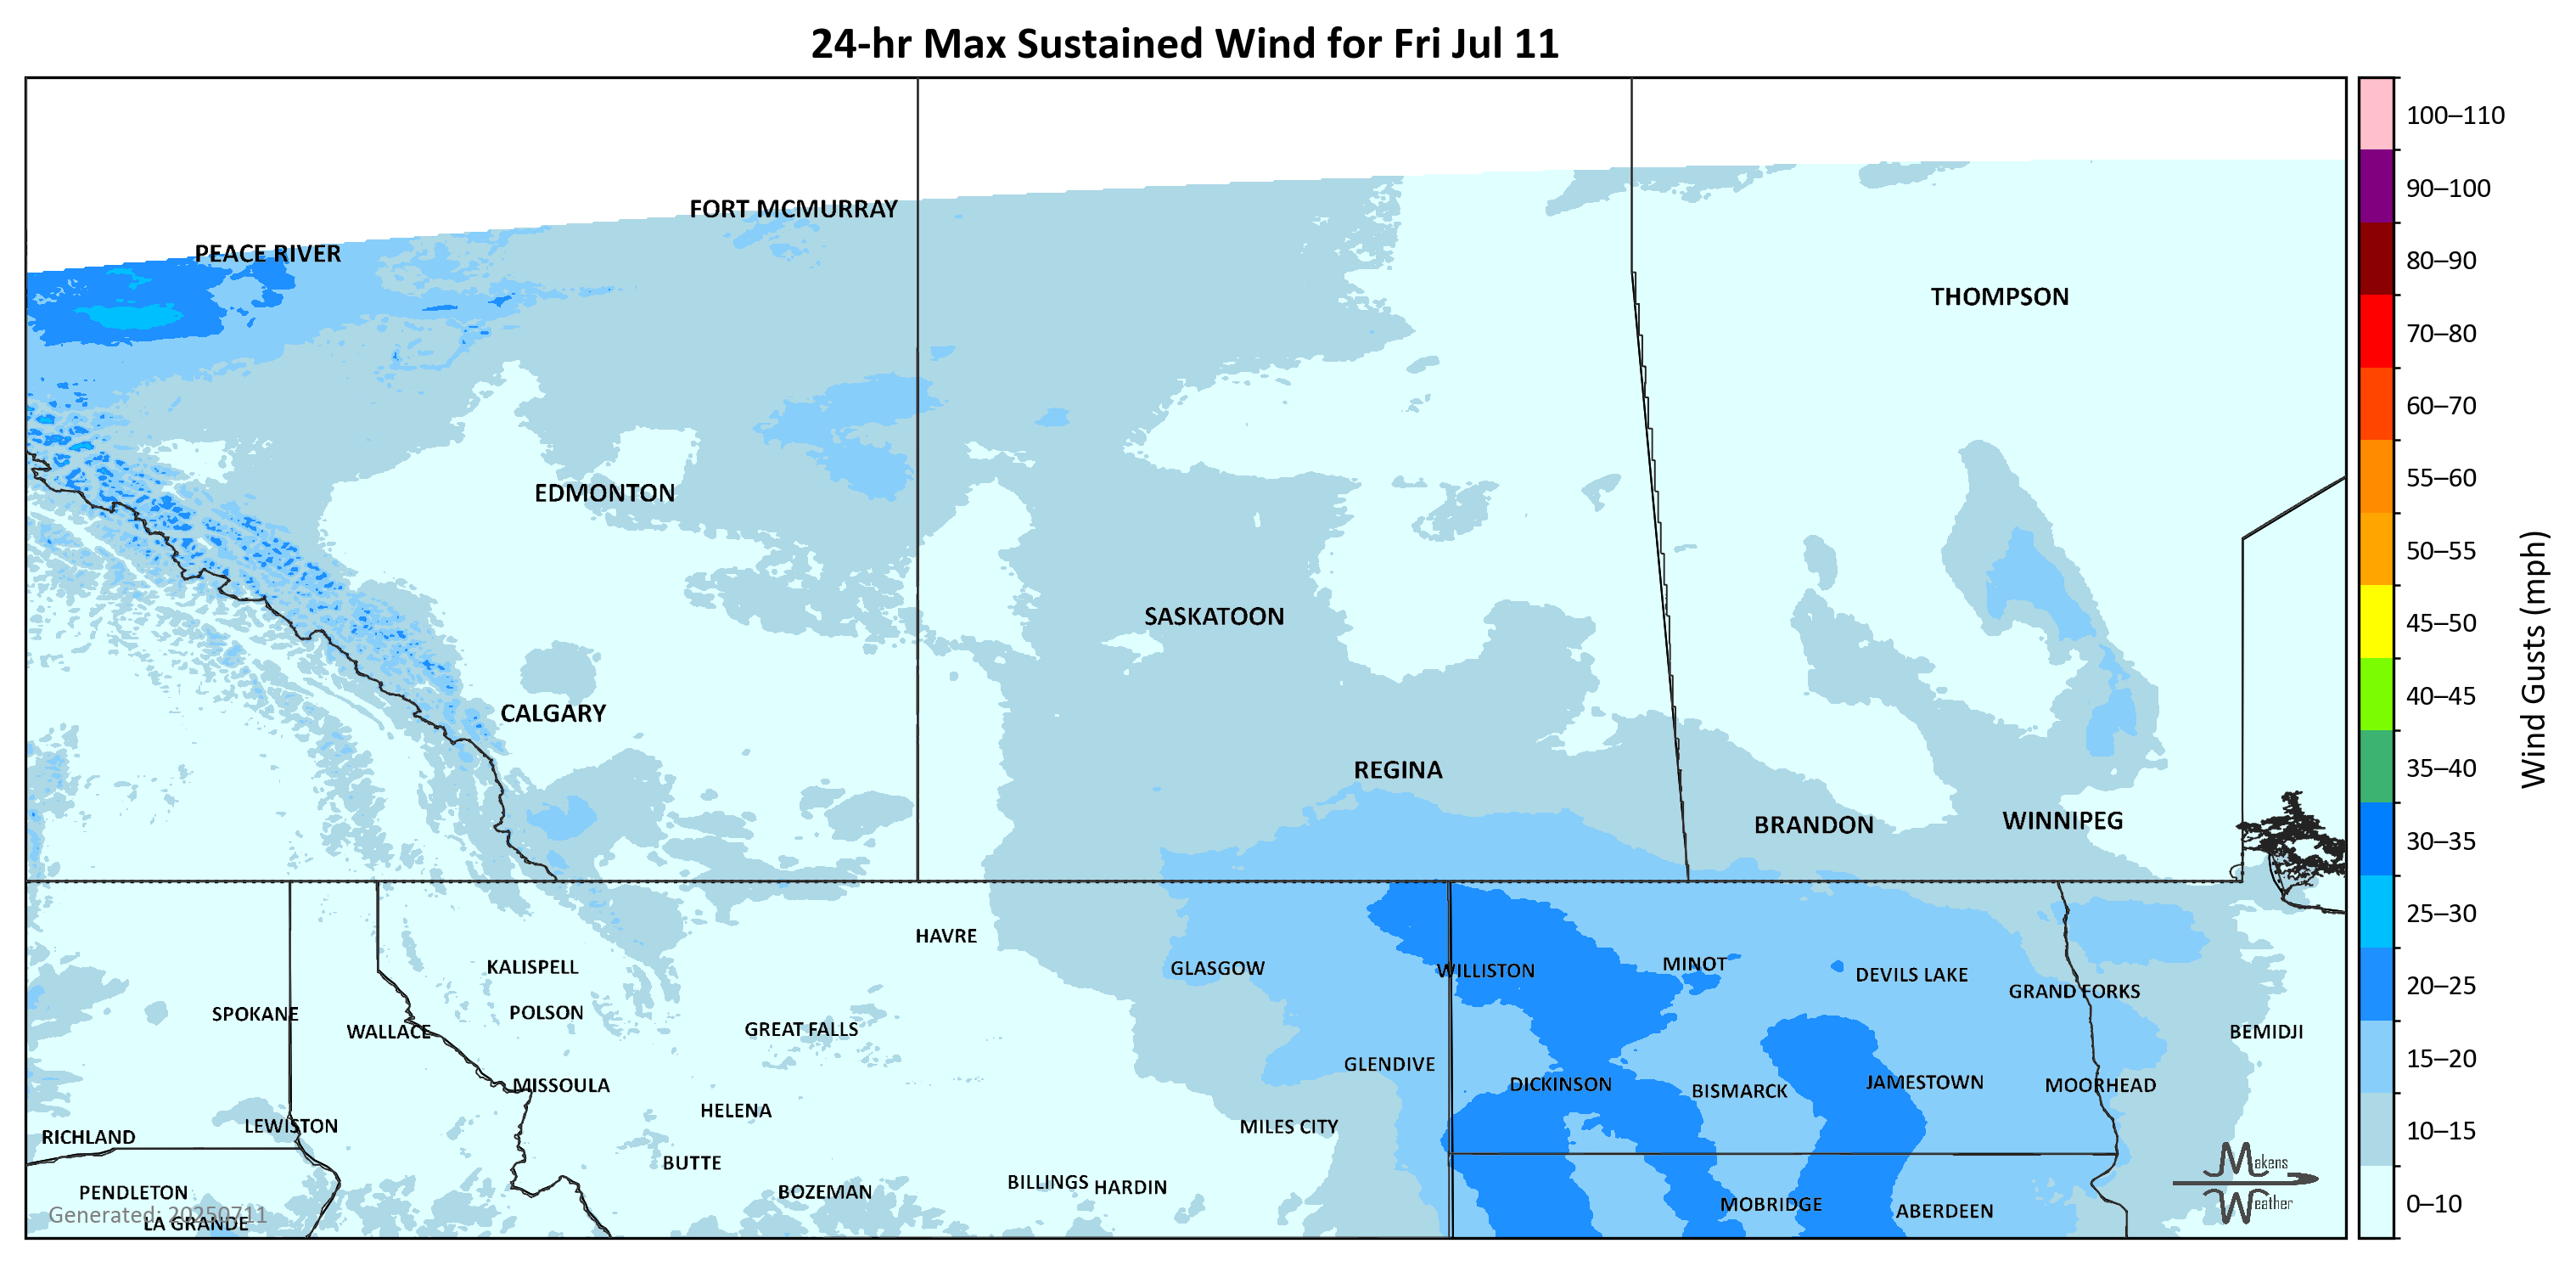 24-hr Max Sustained Wind for Fri Jul 11
100–110
FORT MCMURRAY
90–100
PEACE RIVER
80–90
THOMPSON
70–80
60–70
55–60
EDMONTON
50–55
SASKATOON
45–50
Wind Gusts (mph)
40–45
CALGARY
35–40
REGINA
WINNIPEG
BRANDON
30–35
25–30
HAVRE
KALISPELL
GLASGOW
WILLISTON
MINOT
DEVILS LAKE
20–25
GRAND FORKS
SPOKANE
POLSON
WALLACE
GREAT FALLS
BEMIDJI
15–20
GLENDIVE
MISSOULA
DICKINSON
BISMARCK
JAMESTOWN
MOORHEAD
HELENA
10–15
LEWISTON
MILES CITY
RICHLAND
BUTTE
Makens
PENDLETON
BOZEMAN
BILLINGS
HARDIN
Weather
0–10
MOBRIDGE
ABERDEEN
Generated: 20250711
LA GRANDE